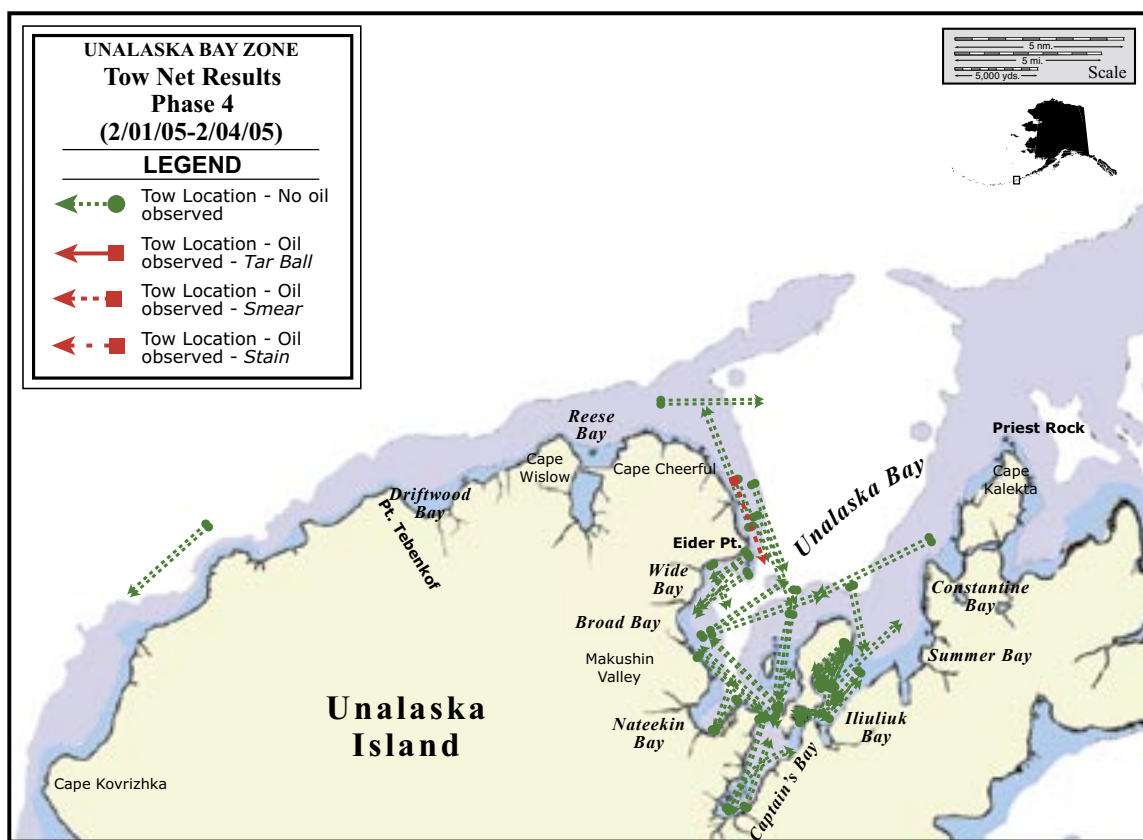 UNALASKA BAY ZONE
Tow Net Results
Phase 4
(2/01/05-2/04/05)
LEGEND
Tow Location - No oil
observed
Tow Location - Oil
observed - Tar Ball
Tow Location - Oil
observed - Smear
Tow Location - Oil
observed - Stain
5 nm.
5 mi.
5,000 yds.
Scale
Reese
Bay
Priest Rock
Cape
Wislow
Cape Cheerful
Cape
Kalekta
Driftwood
Bay
Pt. Tebenkof
Unalaska Bay
Eider Pt.
Wide
Bay
Constantine
Bay
Broad Bay
Summer Bay
Makushin
Valley
Unalaska
Island
Nateekin
Bay
Iliuliuk
Bay
Captain's Bay
Cape Kovrizhka